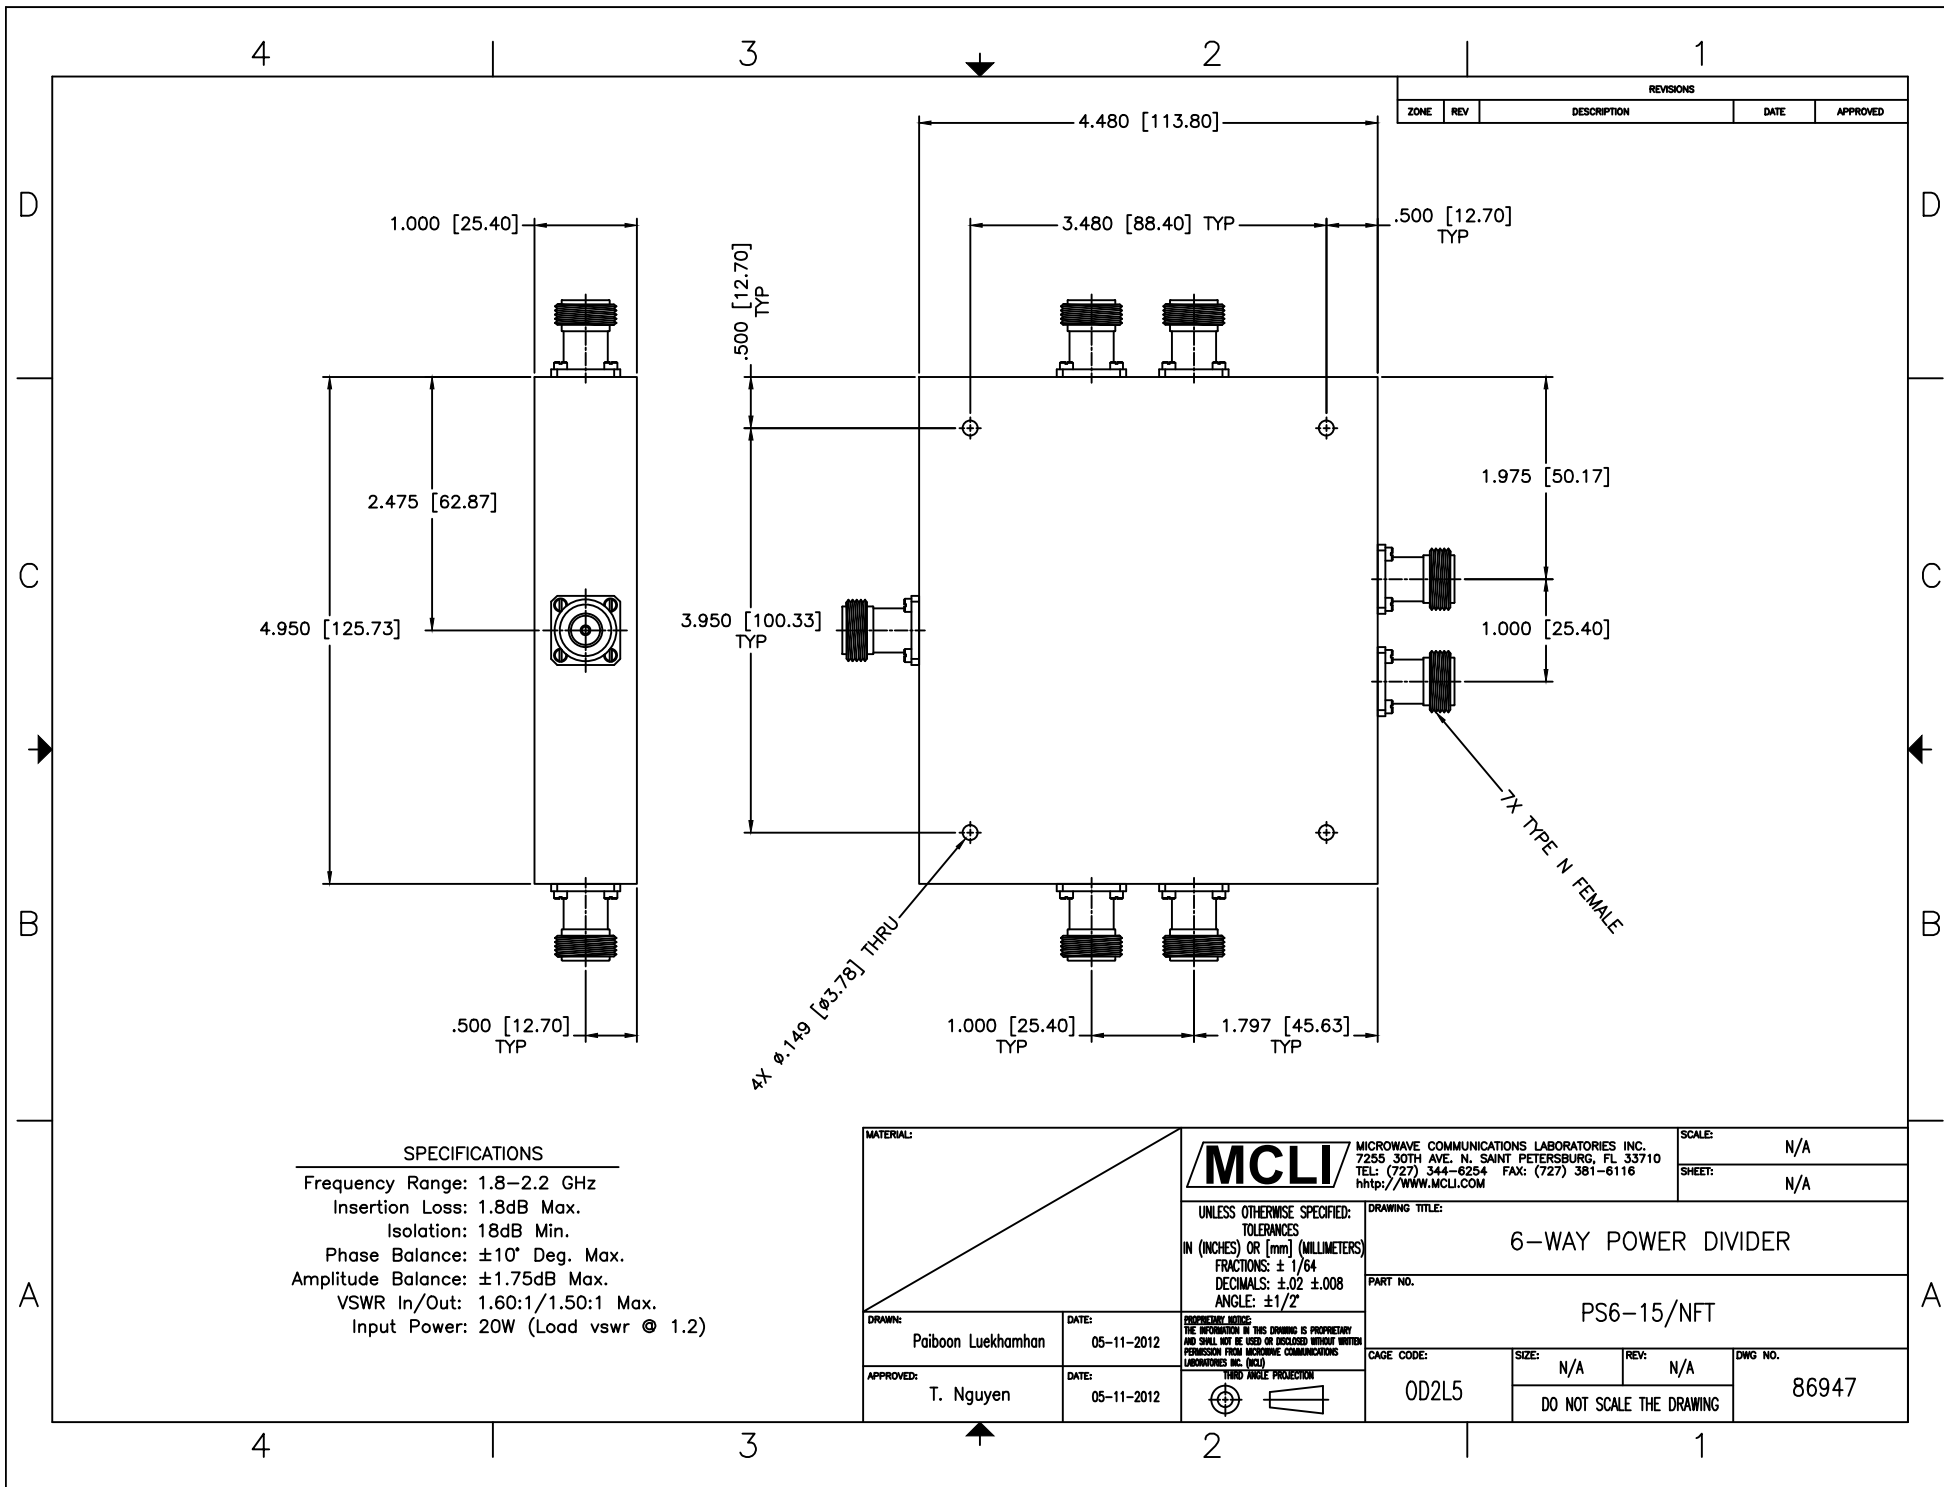 4 3 2 1
REVISIONS
ZONE REV DESCRIPTION DATE APPROVED
D D
C C
B B
A A
4.480 [113.80]
1.000 [25.40]
3.480 [88.40] TYP
.500 [12.70]
TYP
.500 [12.70]
TYP
1.975 [50.17]
2.475 [62.87]
4.950 [125.73]
3.950 [100.33]
TYP
1.000 [25.40]
7X TYPE N FEMALE
4X ø.149 [ø3.78] THRU
.500 [12.70]
TYP
1.000 [25.40]
TYP
1.797 [45.63]
TYP
SPECIFICATIONS
Frequency Range: 1.8-2.2 GHz
Insertion Loss: 1.8dB Max.
Isolation: 18dB Min.
Phase Balance: ±10° Deg. Max.
Amplitude Balance: ±1.75dB Max.
VSWR In/Out: 1.60:1/1.50:1 Max.
Input Power: 20W (Load vswr @ 1.2)
MATERIAL:
MCLI
MICROWAVE COMMUNICATIONS LABORATORIES INC.
7255 30TH AVE. N. SAINT PETERSBURG, FL 33710
TEL: (727) 344-6254 FAX: (727) 381-6116
hhtp://WWW.MCLI.COM
SCALE: N/A
SHEET: N/A
UNLESS OTHERWISE SPECIFIED:
TOLERANCES
IN (INCHES) OR [mm] (MILLIMETERS)
FRACTIONS: ± 1/64
DECIMALS: ±.02 ±.008
ANGLE: ±1/2°
DRAWING TITLE:
6-WAY POWER DIVIDER
PART NO.
PS6-15/NFT
DRAWN:
Paiboon Luekhamhan
DATE:
05-11-2012
PROPRIETARY NOTICE:
THE INFORMATION IN THIS DRAWING IS PROPRIETARY
AND SHALL NOT BE USED OR DISCLOSED WITHOUT WRITTEN
PERMISSION FROM MICROWAVE COMMUNICATIONS
LABORATORIES INC. (MCLI)
APPROVED:
T. Nguyen
DATE:
05-11-2012
THIRD ANGLE PROJECTION
CAGE CODE:
0D2L5
SIZE: N/A
REV: N/A
DO NOT SCALE THE DRAWING
DWG NO.
86947
4 3 2 1